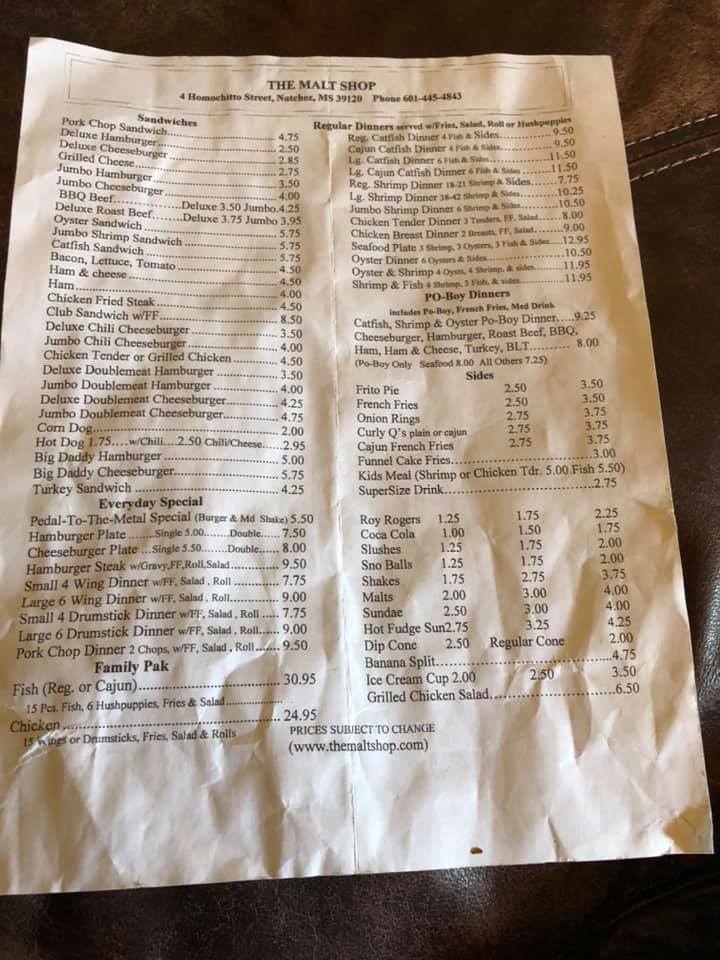 THE MALT SHOP
4 Homochitto Street, Natchez, MS 39120 Phone 601-445-4843
Sandwiches
Pork Chop Sandwich 4.75
Deluxe Hamburger 2.50
Deluxe Cheeseburger 2.85
Grilled Cheese 2.75
Jumbo Hamburger 3.50
Jumbo Cheeseburger 4.00
BBQ Beef Deluxe 3.50 Jumbo.4.25
Deluxe Roast Beef Deluxe 3.75 Jumbo 3.95
Oyster Sandwich 5.75
Jumbo Shrimp Sandwich 5.75
Catfish Sandwich 5.75
Bacon, Lettuce, Tomato 4.50
Ham & cheese 4.50
Ham 4.00
Chicken Fried Steak 4.50
Club Sandwich w/FF 8.50
Deluxe Chili Cheeseburger 3.50
Jumbo Chili Cheeseburger 4.00
Chicken Tender or Grilled Chicken 4.50
Deluxe Doublemeat Hamburger 3.50
Jumbo Doublemeat Hamburger 4.00
Deluxe Doublemeat Cheeseburger 4.25
Jumbo Doublemeat Cheeseburger 4.75
Corn Dog 2.00
Hot Dog 1.75....w/Chili....2.50 Chili/Cheese....2.95
Big Daddy Hamburger 5.00
Big Daddy Cheeseburger 5.75
Turkey Sandwich 4.25
Everyday Special
Pedal-To-The-Metal Special (Burger & Md Shake) 5.50
Hamburger Plate Single 5.00 Double 7.50
Cheeseburger Plate Single 5.50 Double 8.00
Hamburger Steak w/Gravy,FF,Roll,Salad 9.50
Small 4 Wing Dinner w/FF, Salad , Roll 7.75
Large 6 Wing Dinner w/FF, Salad , Roll 9.00
Small 4 Drumstick Dinner w/FF, Salad , Roll 7.75
Large 6 Drumstick Dinner w/FF, Salad, Roll 9.00
Pork Chop Dinner 2 Chops, w/FF, Salad , Roll 9.50
Family Pak
Fish (Reg. or Cajun) 30.95
15 Pcs. Fish, 6 Hushpuppies, Fries & Salad
Chicken 24.95
15 Wings or Drumsticks, Fries, Salad & Rolls
Regular Dinners served w/Fries, Salad, Roll or Hushpuppies
Reg. Catfish Dinner 4 Fish & Sides 9.50
Cajun Catfish Dinner 4 Fish & Sides 9.50
Lg. Catfish Dinner 6 Fish & Sides 11.50
Lg. Cajun Catfish Dinner 6 Fish & Sides 11.50
Reg. Shrimp Dinner 18-21 Shrimp & Sides 7.75
Lg. Shrimp Dinner 38-42 Shrimp & Sides 10.25
Jumbo Shrimp Dinner 6 Shrimp & Sides 10.50
Chicken Tender Dinner 3 Tenders, FF, Salad 8.00
Chicken Breast Dinner 2 Breasts, FF, Salad 9.00
Seafood Plate 3 Shrimp, 3 Oysters, 3 Fish & Sides 12.95
Oyster Dinner 6 Oysters & Sides 10.50
Oyster & Shrimp 4 Oysts, 4 Shrimp, & sides 11.95
Shrimp & Fish 4 Shrimp, 3 Fish, & sides 11.95
PO-Boy Dinners
includes Po-Boy, French Fries, Med Drink
Catfish, Shrimp & Oyster Po-Boy Dinner 9.25
Cheeseburger, Hamburger, Roast Beef, BBQ,
Ham, Ham & Cheese, Turkey, BLT 8.00
(Po-Boy Only Seafood 8.00 All Others 7.25)
Sides
Frito Pie 2.50 3.50
French Fries 2.50 3.50
Onion Rings 2.75 3.75
Curly Q's plain or cajun 2.75 3.75
Cajun French Fries 2.75 3.75
Funnel Cake Fries 3.00
Kids Meal (Shrimp or Chicken Tdr. 5.00 Fish 5.50)
SuperSize Drink 2.75
Roy Rogers 1.25 1.75 2.25
Coca Cola 1.00 1.50 1.75
Slushes 1.25 1.75 2.00
Sno Balls 1.25 1.75 2.00
Shakes 1.75 2.75 3.75
Malts 2.00 3.00 4.00
Sundae 2.50 3.00 4.00
Hot Fudge Sun2.75 3.25 4.25
Dip Cone 2.50 Regular Cone 2.00
Banana Split 4.75
Ice Cream Cup 2.00 2.50 3.50
Grilled Chicken Salad 6.50
PRICES SUBJECT TO CHANGE
(www.themaltshop.com)